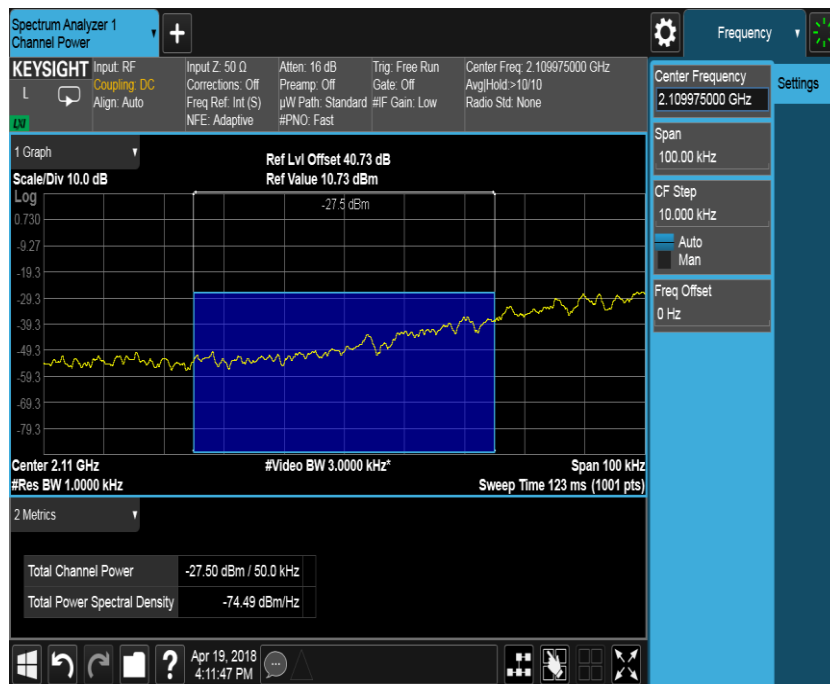 Spectrum Analyzer 1
Channel Power
+
Frequency
KEYSIGHT
L
LXI
Input: RF
Coupling: DC
Align: Auto
Input Z: 50 Ω
Corrections: Off
Freq Ref: Int (S)
NFE: Adaptive
Atten: 16 dB
Preamp: Off
µW Path: Standard
#PNO: Fast
Trig: Free Run
Gate: Off
#IF Gain: Low
Center Freq: 2.109975000 GHz
Avg|Hold:>10/10
Radio Std: None
Center Frequency
2.109975000 GHz
Settings
Span
100.00 kHz
CF Step
10.000 kHz
Auto
Man
Freq Offset
0 Hz
1 Graph
Scale/Div 10.0 dB
Ref Lvl Offset 40.73 dB
Ref Value 10.73 dBm
Log
-27.5 dBm
0.730
-9.27
-19.3
-29.3
-39.3
-49.3
-59.3
-69.3
-79.3
Center 2.11 GHz
#Video BW 3.0000 kHz*
Span 100 kHz
#Res BW 1.0000 kHz
Sweep Time 123 ms (1001 pts)
2 Metrics
Total Channel Power
-27.50 dBm / 50.0 kHz
Total Power Spectral Density
-74.49 dBm/Hz
?
Apr 19, 2018
4:11:47 PM